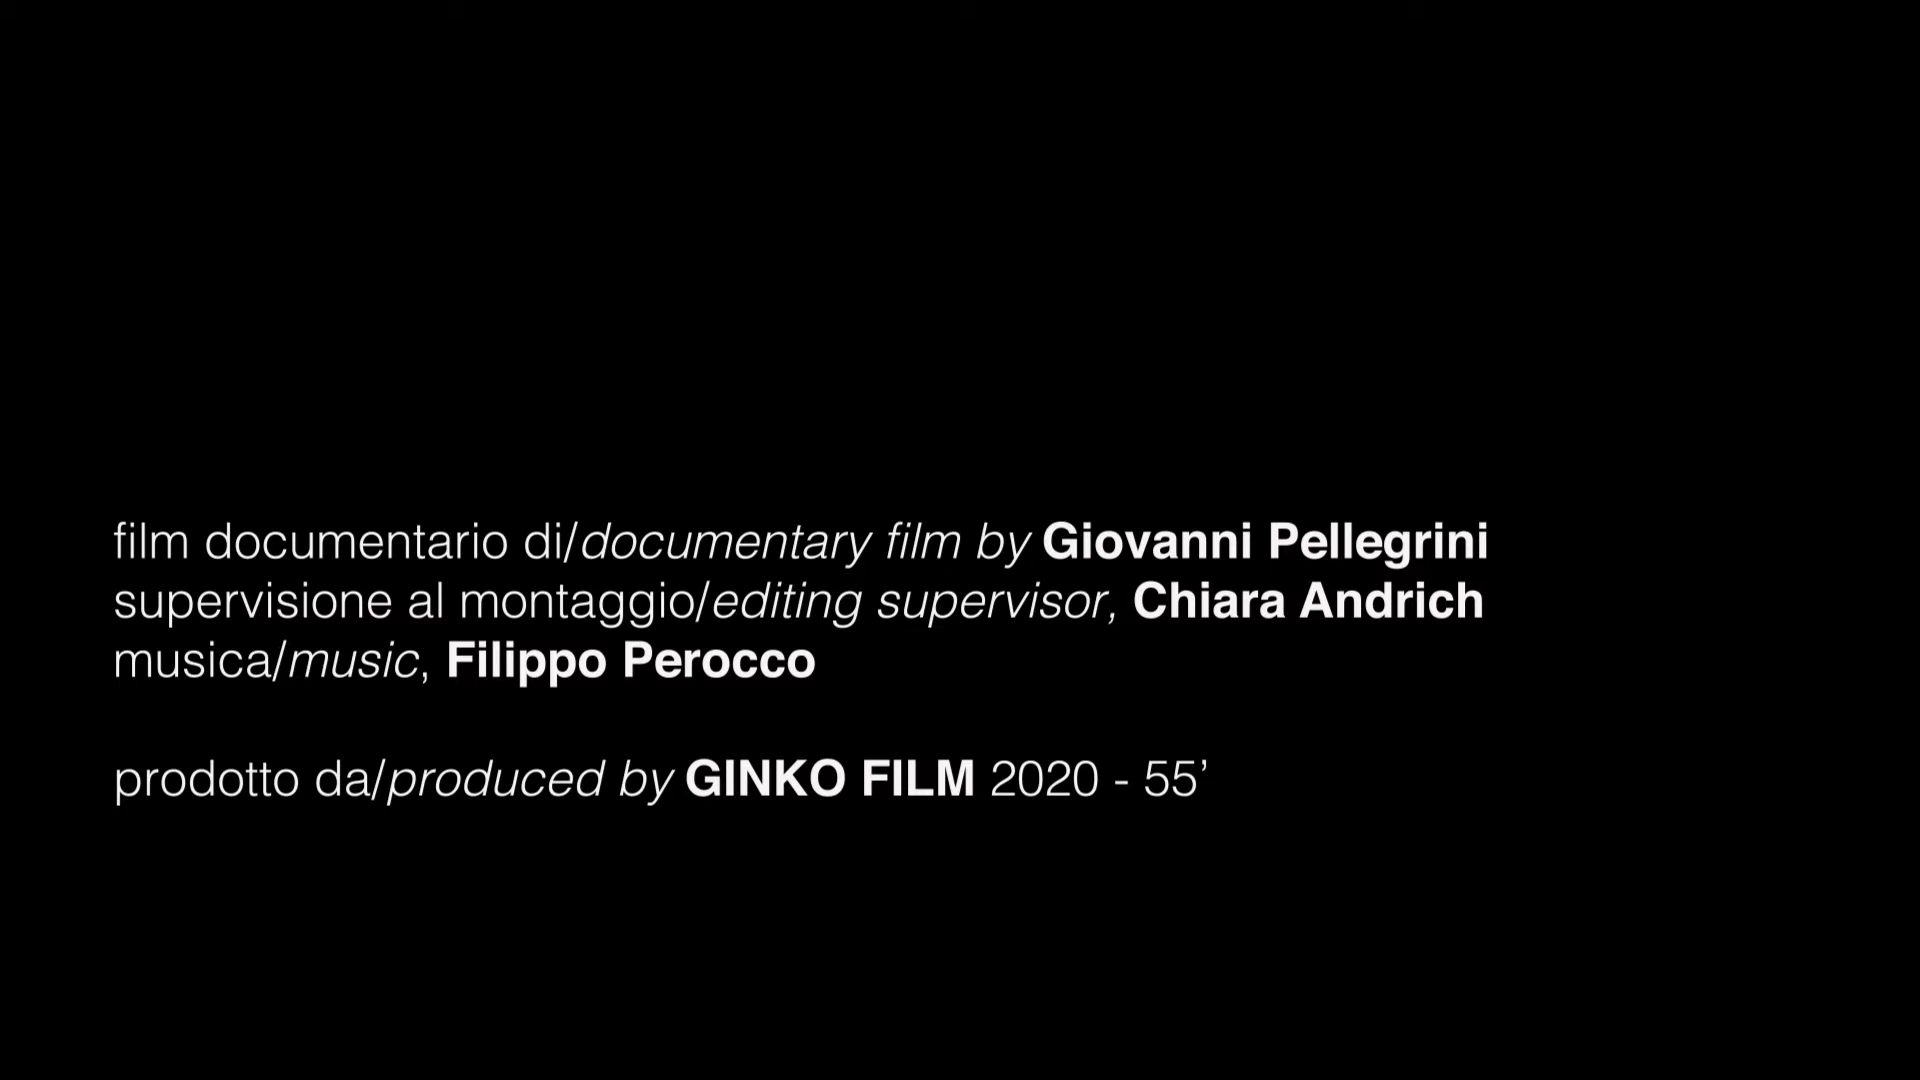 film documentario di/documentary film by Giovanni Pellegrini
supervisione al montaggio/editing supervisor, Chiara Andrich
musica/music, Filippo Perocco
prodotto da/produced by GINKO FILM 2020 - 55’